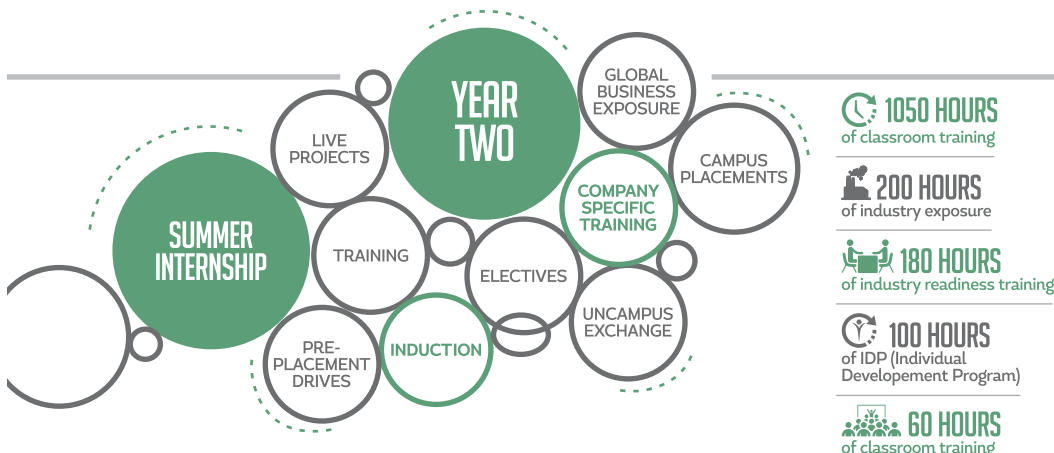 YEAR
TWO
GLOBAL
BUSINESS
EXPOSURE
LIVE
PROJECTS
CAMPUS
PLACEMENTS
COMPANY
SPECIFIC
TRAINING
SUMMER
INTERNSHIP
TRAINING
ELECTIVES
UNCAMPUS
EXCHANGE
PRE-
PLACEMENT
DRIVES
INDUCTION
1050 HOURS
of classroom training
200 HOURS
of industry exposure
180 HOURS
of industry readiness training
100 HOURS
of IDP (Individual
Developement Program)
60 HOURS
of classroom training